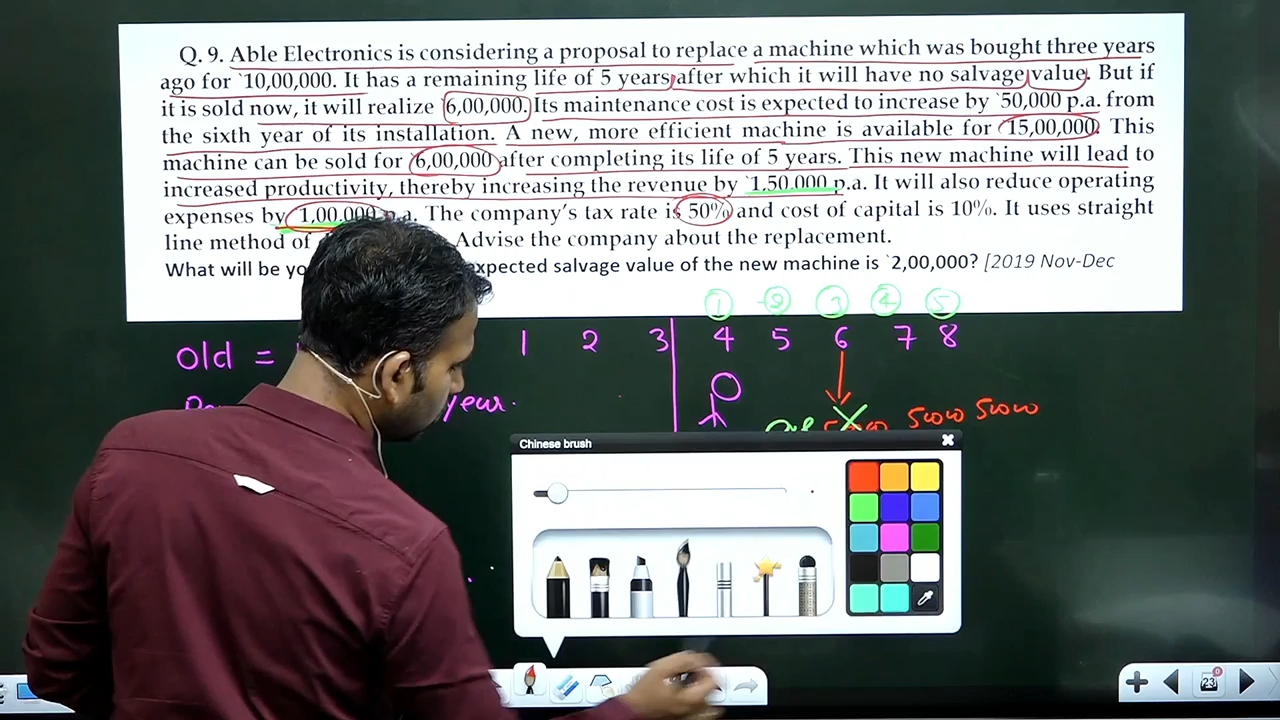 Q. 9. Able Electronics is considering a proposal to replace a machine which was bought three years
ago for `10,00,000. It has a remaining life of 5 years after which it will have no salvage value. But if
it is sold now, it will realize `6,00,000. Its maintenance cost is expected to increase by `50,000 p.a. from
the sixth year of its installation. A new, more efficient machine is available for `15,00,000. This
machine can be sold for `6,00,000 after completing its life of 5 years. This new machine will lead to
increased productivity, thereby increasing the revenue by `1,50,000 p.a. It will also reduce operating
expenses by `1,00,000 p.a. The company's tax rate is 50% and cost of capital is 10%. It uses straight
line method of Advise the company about the replacement.
What will be expected salvage value of the new machine is `2,00,000? [2019 Nov-Dec
1 2 3 4 5
Old = 1 2 3 4 5 6 7 8
year.
50000 50000
Chinese brush
23